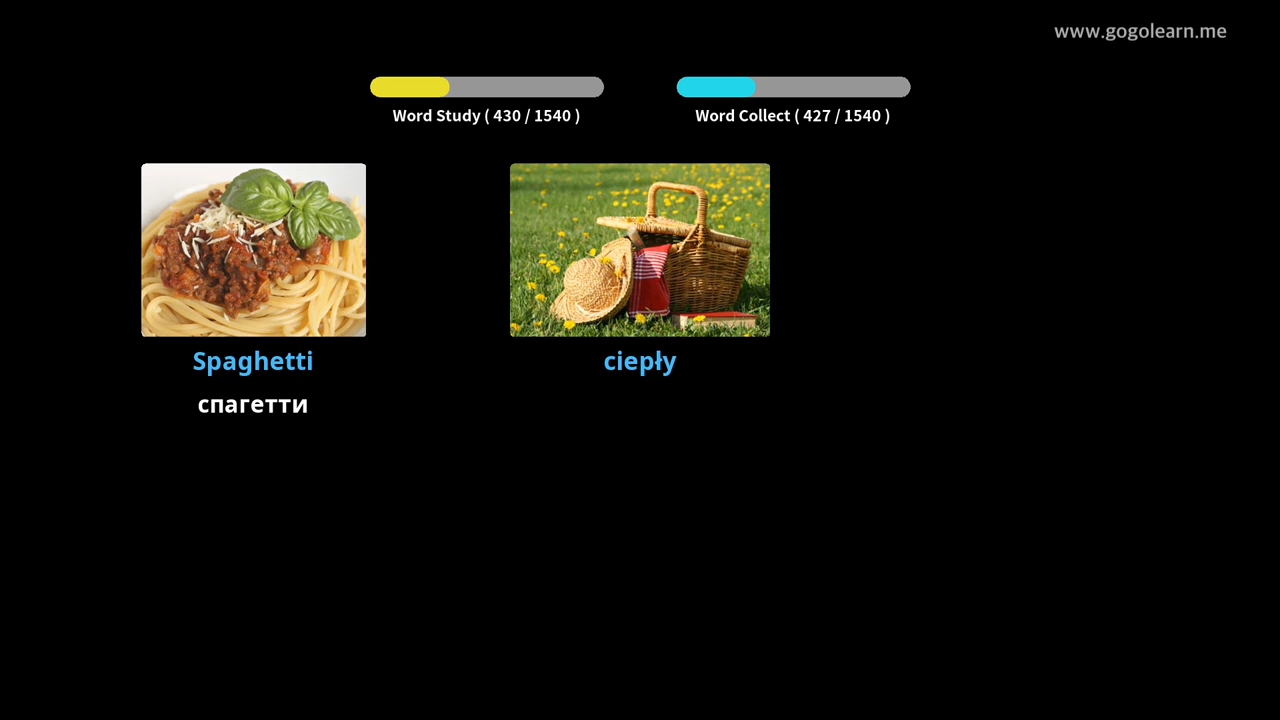 www.gogolearn.me
Word Study ( 430 / 1540 )
Word Collect ( 427 / 1540 )
Spaghetti
спагетти
ciepły